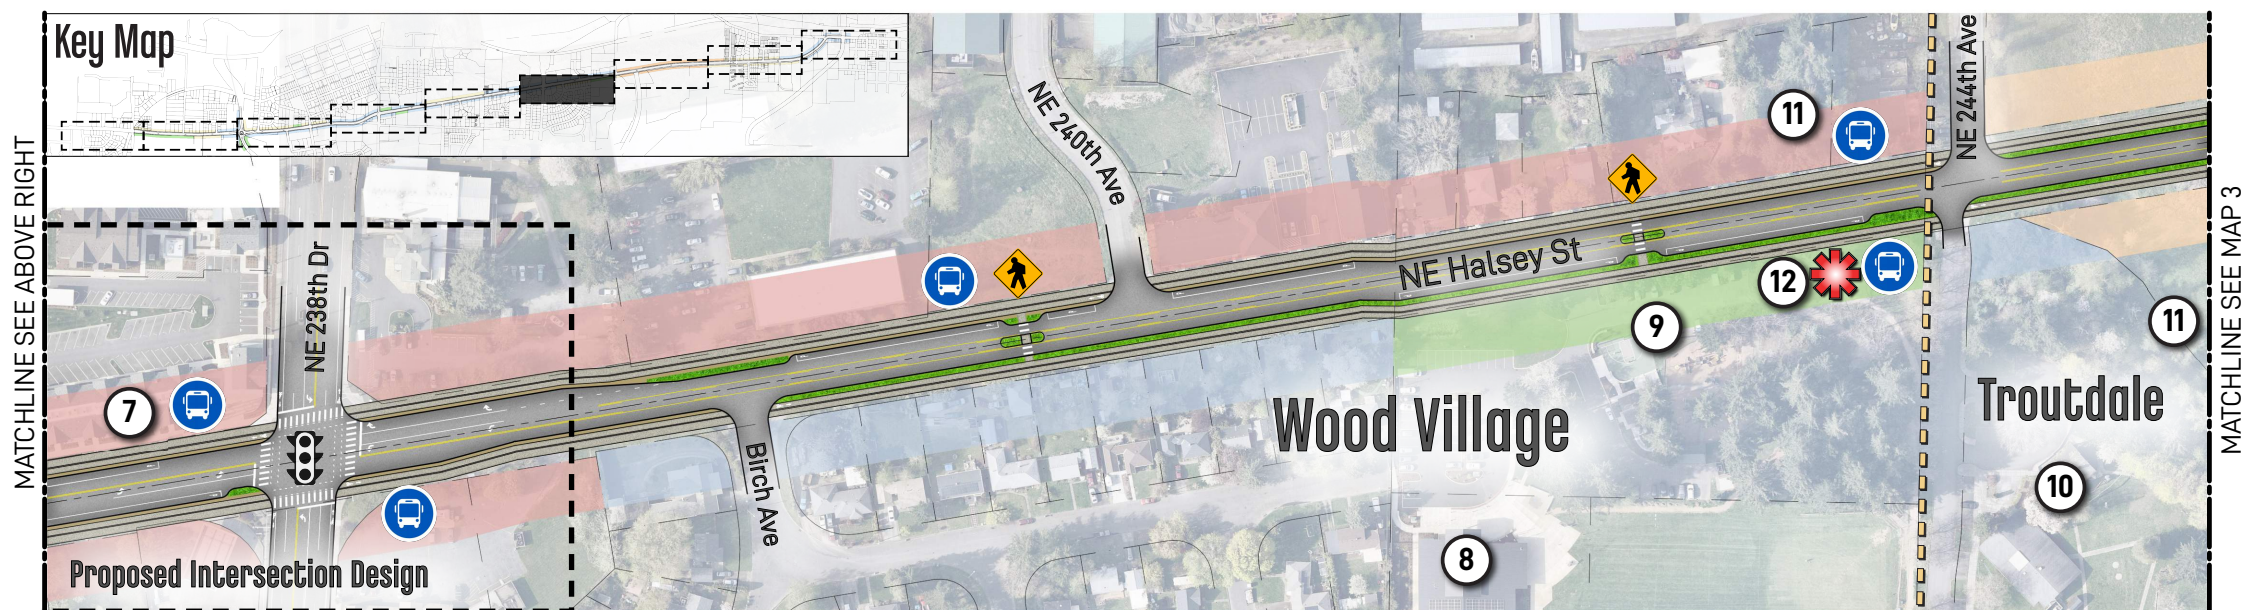 Key Map
MATCHLINE SEE ABOVE RIGHT
NE 238th Dr
NE 240th Ave
NE 244th Ave
11
NE Halsey St
12
9
11
7
Wood Village
Troutdale
Birch Ave
10
8
Proposed Intersection Design
MATCHLINE SEE MAP 3